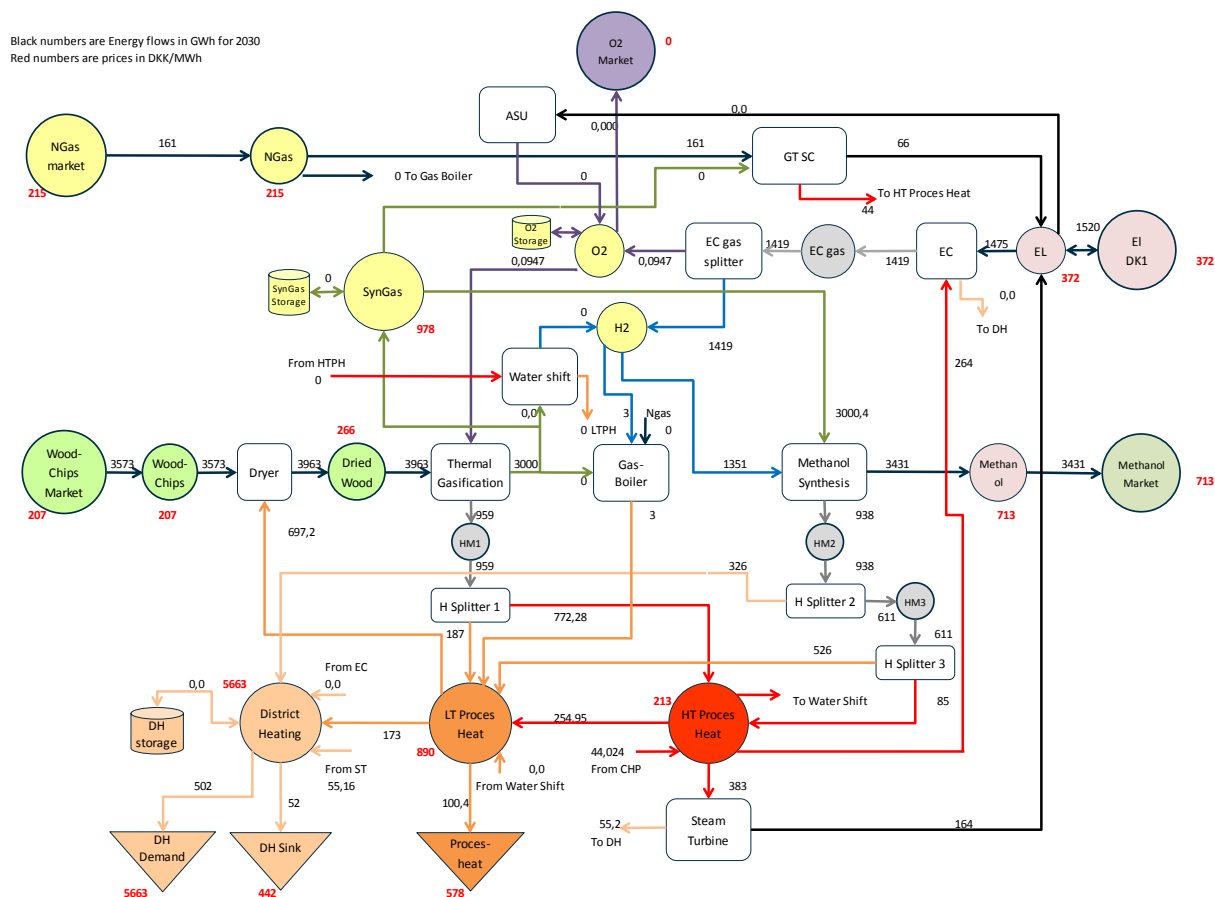 Black numbers are Energy flows in GWh for 2030
Red numbers are prices in DKK/MWh
O2
Market
0
ASU
0,0
0,000
NGas
market
215
161
NGas
215
161
0 To Gas Boiler
GT SC
66
0
0
To HT Proces Heat
44
O2
Storage
O2
0,0947
0,0947
EC gas
splitter
1419
EC gas
1419
EC
1475
EL
372
1520
El
DK1
372
SynGas
Storage
0
SynGas
978
0,0
To DH
0
H2
1419
From HTPH
0
Water shift
264
0,0
0 LTPH
3
Ngas
0
3000,4
266
Wood-
Chips
Market
207
3573
Wood-
Chips
207
3573
Dryer
3963
Dried
Wood
3963
Thermal
Gasification
3000
0
Gas-
Boiler
1351
Methanol
Synthesis
3431
Methan
ol
713
3431
Methanol
Market
713
697,2
959
3
938
HM1
HM2
959
938
326
H Splitter 1
772,28
187
H Splitter 2
611
HM3
611
526
H Splitter 3
85
From EC
0,0
0,0
5663
District
Heating
DH
storage
173
LT Proces
Heat
890
254,95
213
HT Proces
Heat
To Water Shift
From ST
55,16
0,0
From Water Shift
44,024
From CHP
502
52
100,4
383
55,2
To DH
Steam
Turbine
164
DH
Demand
5663
DH Sink
442
Proces-
heat
578